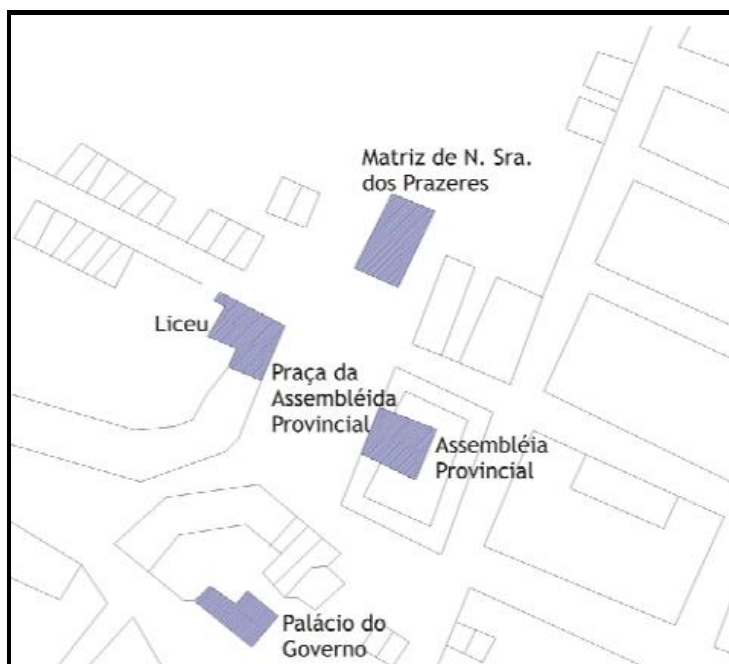 Matriz de N. Sra.
dos Prazeres
Liceu
Praça da
Assembléida
Provincial
Assembléia
Provincial
Palácio do
Governo